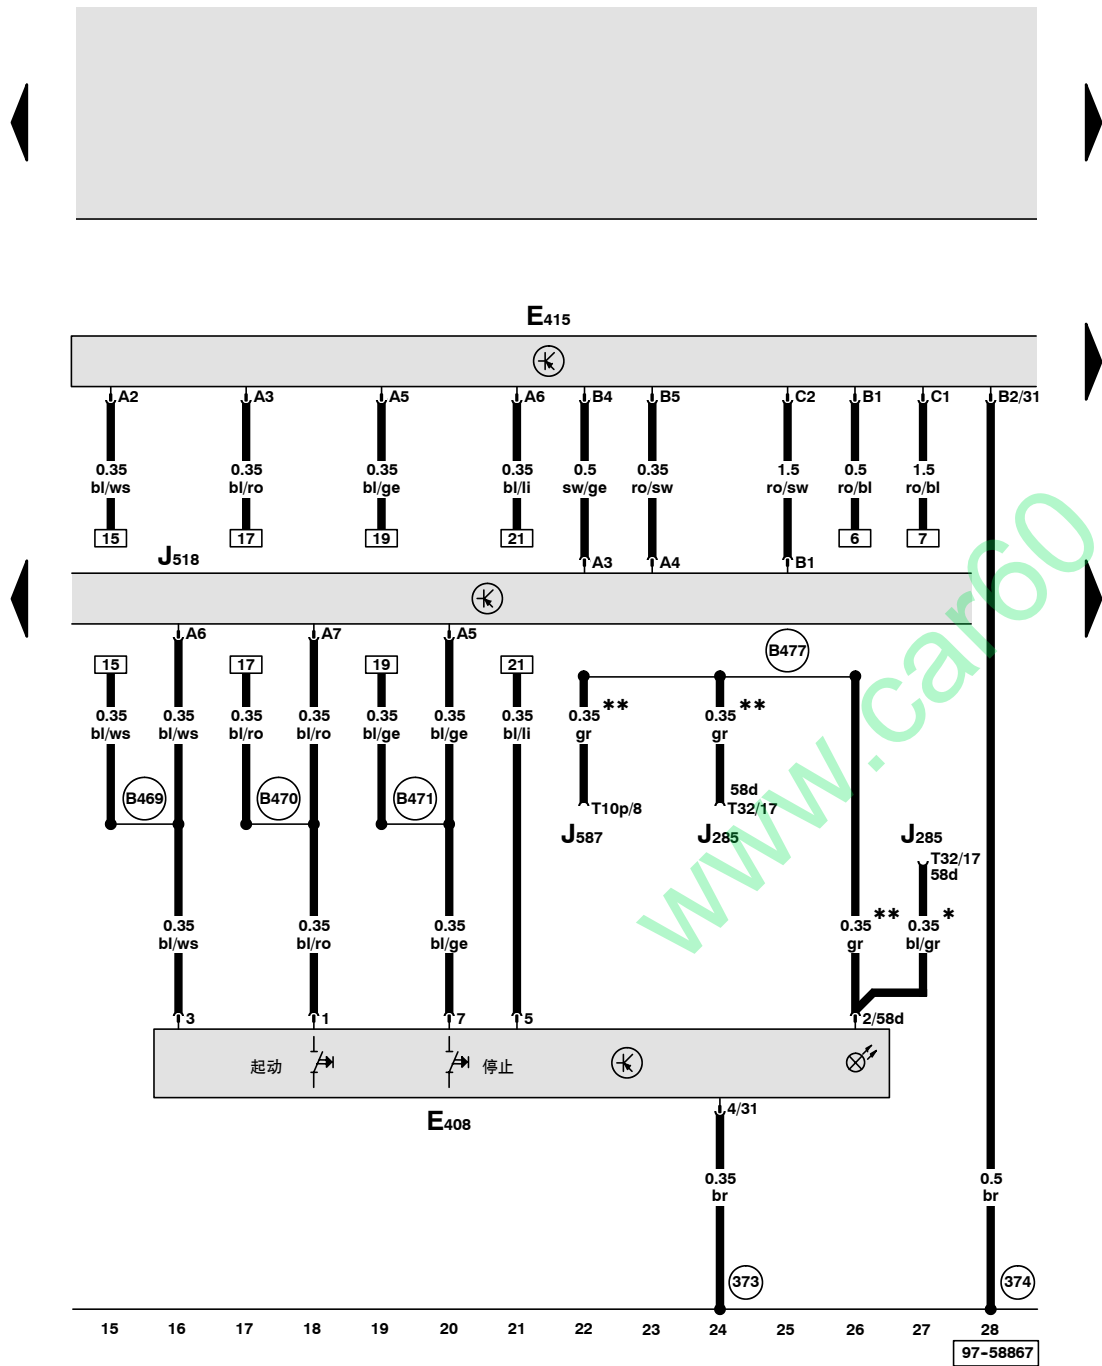 E415
A2 A3 A5 A6 B4 B5 C2 B1 C1 B2/31
0.35 0.35 0.35 0.35 0.5 0.35 1.5 0.5 1.5
bl/ws bl/ro bl/ge bl/li sw/ge ro/sw ro/sw ro/bl ro/bl
15 17 19 21 6 7
J518
A3 A4 B1
A6 A7 A5
B477
15 17 19 21
** **
0.35 0.35 0.35 0.35 0.35 0.35 0.35 0.35 0.35
bl/ws bl/ws bl/ro bl/ro bl/ge bl/ge bl/li gr gr
58d
B469 B470 B471
T10p/8 T32/17
J587 J285 J285
T32/17
58d
** *
0.35 0.35 0.35 0.35 0.35
bl/ws bl/ro bl/ge gr bl/gr
3 1 7 5 2/58d
起动 停止
E408
4/31
0.35 0.5
br br
373 374
15 16 17 18 19 20 21 22 23 24 25 26 27 28
97-58867
www.car60